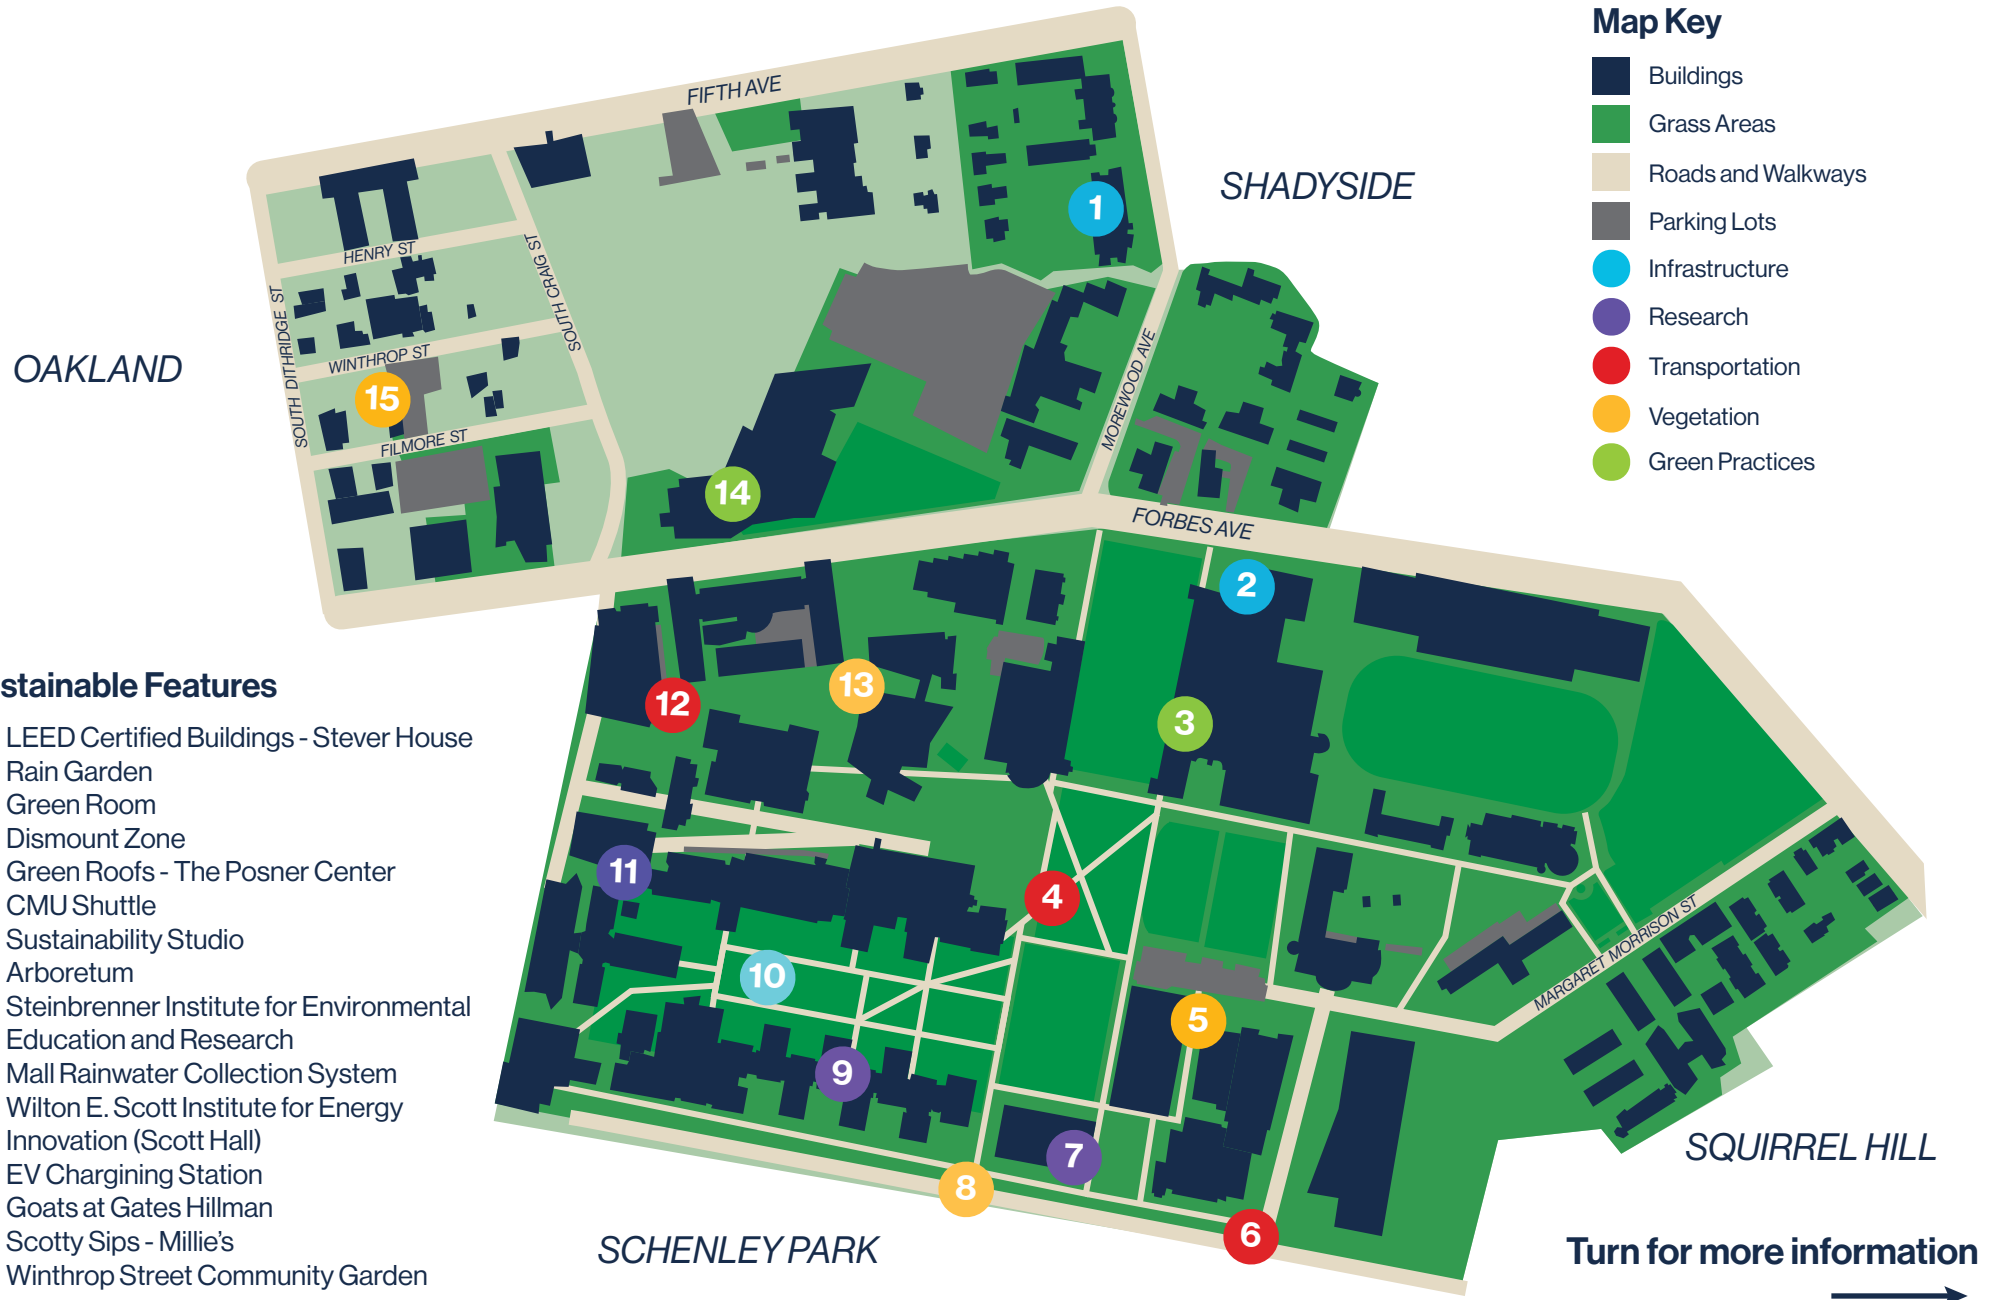 Map Key
Buildings
Grass Areas
Roads and Walkways
Parking Lots
Infrastructure
Research
Transportation
Vegetation
Green Practices
FIFTH AVE
SHADYSIDE
1
HENRY ST
SOUTH CRAIG ST
SOUTH DITHRIDGE ST
WINTHROP ST
OAKLAND
15
FILMORE ST
MOREWOOD AVE
14
FORBES AVE
2
13
12
3
11
4
10
5
9
7
8
6
MARGARET MORRISON ST
SQUIRREL HILL
SCHENLEY PARK
stainable Features
LEED Certified Buildings - Stever House
Rain Garden
Green Room
Dismount Zone
Green Roofs - The Posner Center
CMU Shuttle
Sustainability Studio
Arboretum
Steinbrenner Institute for Environmental
Education and Research
Mall Rainwater Collection System
Wilton E. Scott Institute for Energy
Innovation (Scott Hall)
EV Chargining Station
Goats at Gates Hillman
Scotty Sips - Millie's
Winthrop Street Community Garden
Turn for more information